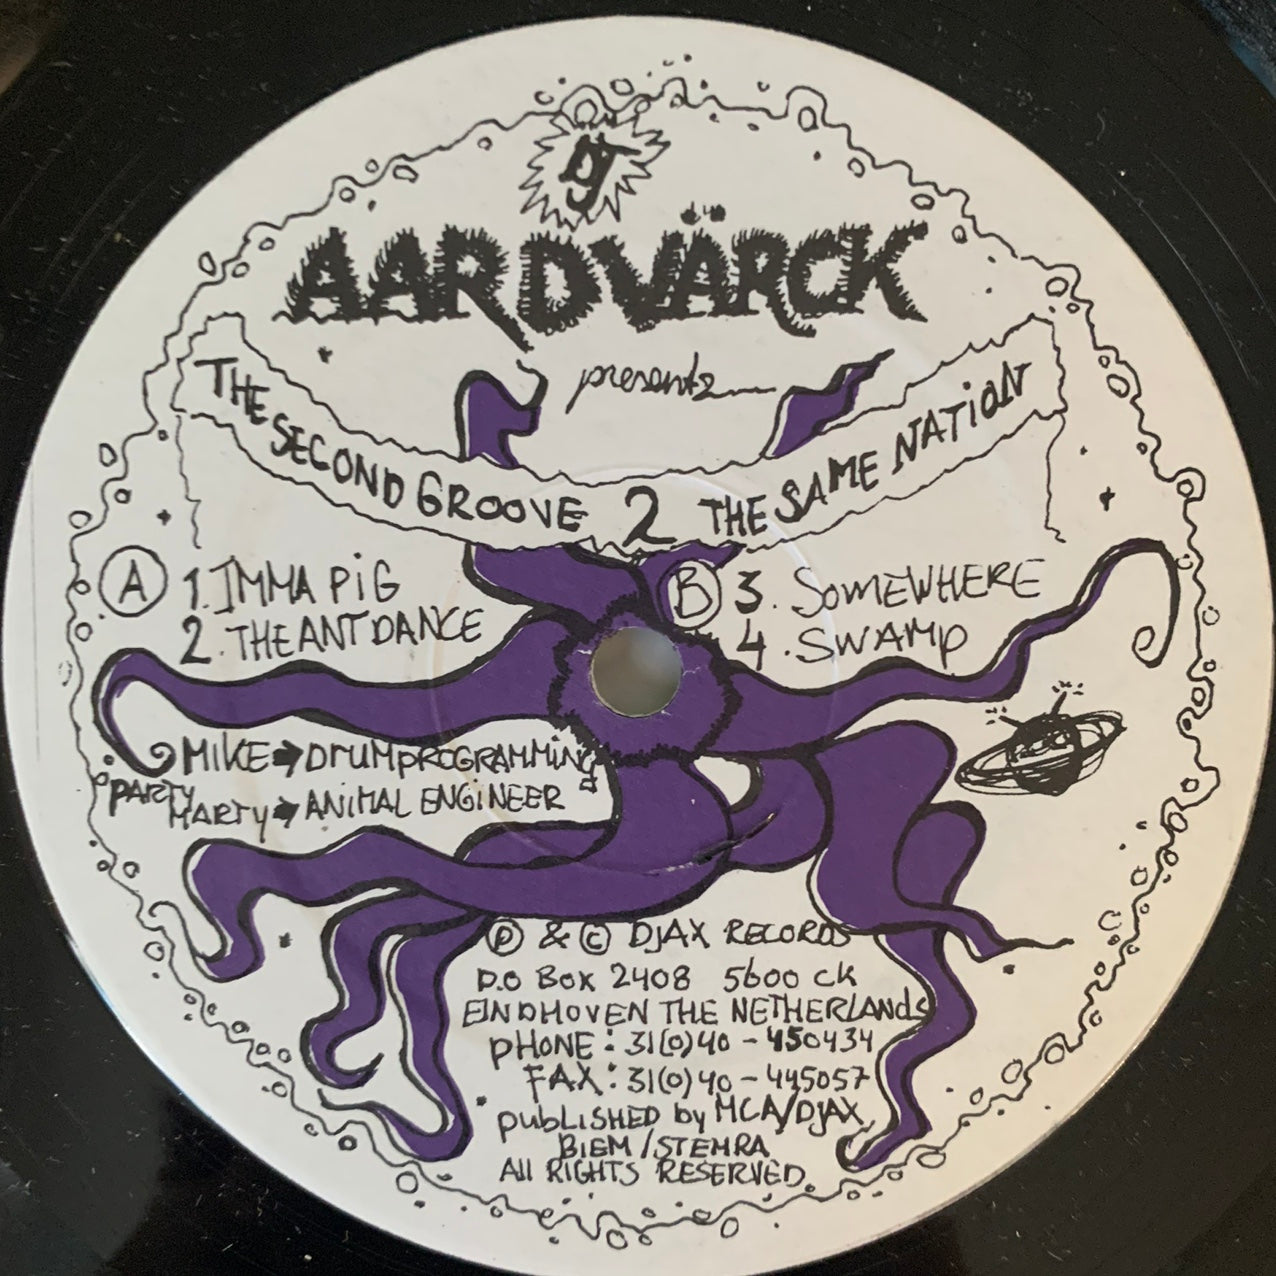 DJ
AARDVÄRCK
presents
THE SECOND GROOVE 2 THE SAME NATION
A 1. IMMA PIG
2. THE ANT DANCE
B 3. SOMEWHERE
4. SWAMP
MIKE → DRUMPROGRAMMING
PARTY MARTY → ANIMAL ENGINEER
Ⓟ & © DJAX RECORDS
P.O BOX 2408 5600 CK
EINDHOVEN THE NETHERLANDS
PHONE: 31(0)40 - 450434
FAX: 31(0)40 - 445057
PUBLISHED by MCA/DJAX
BIEM/STEMRA
All RIGHTS RESERVED